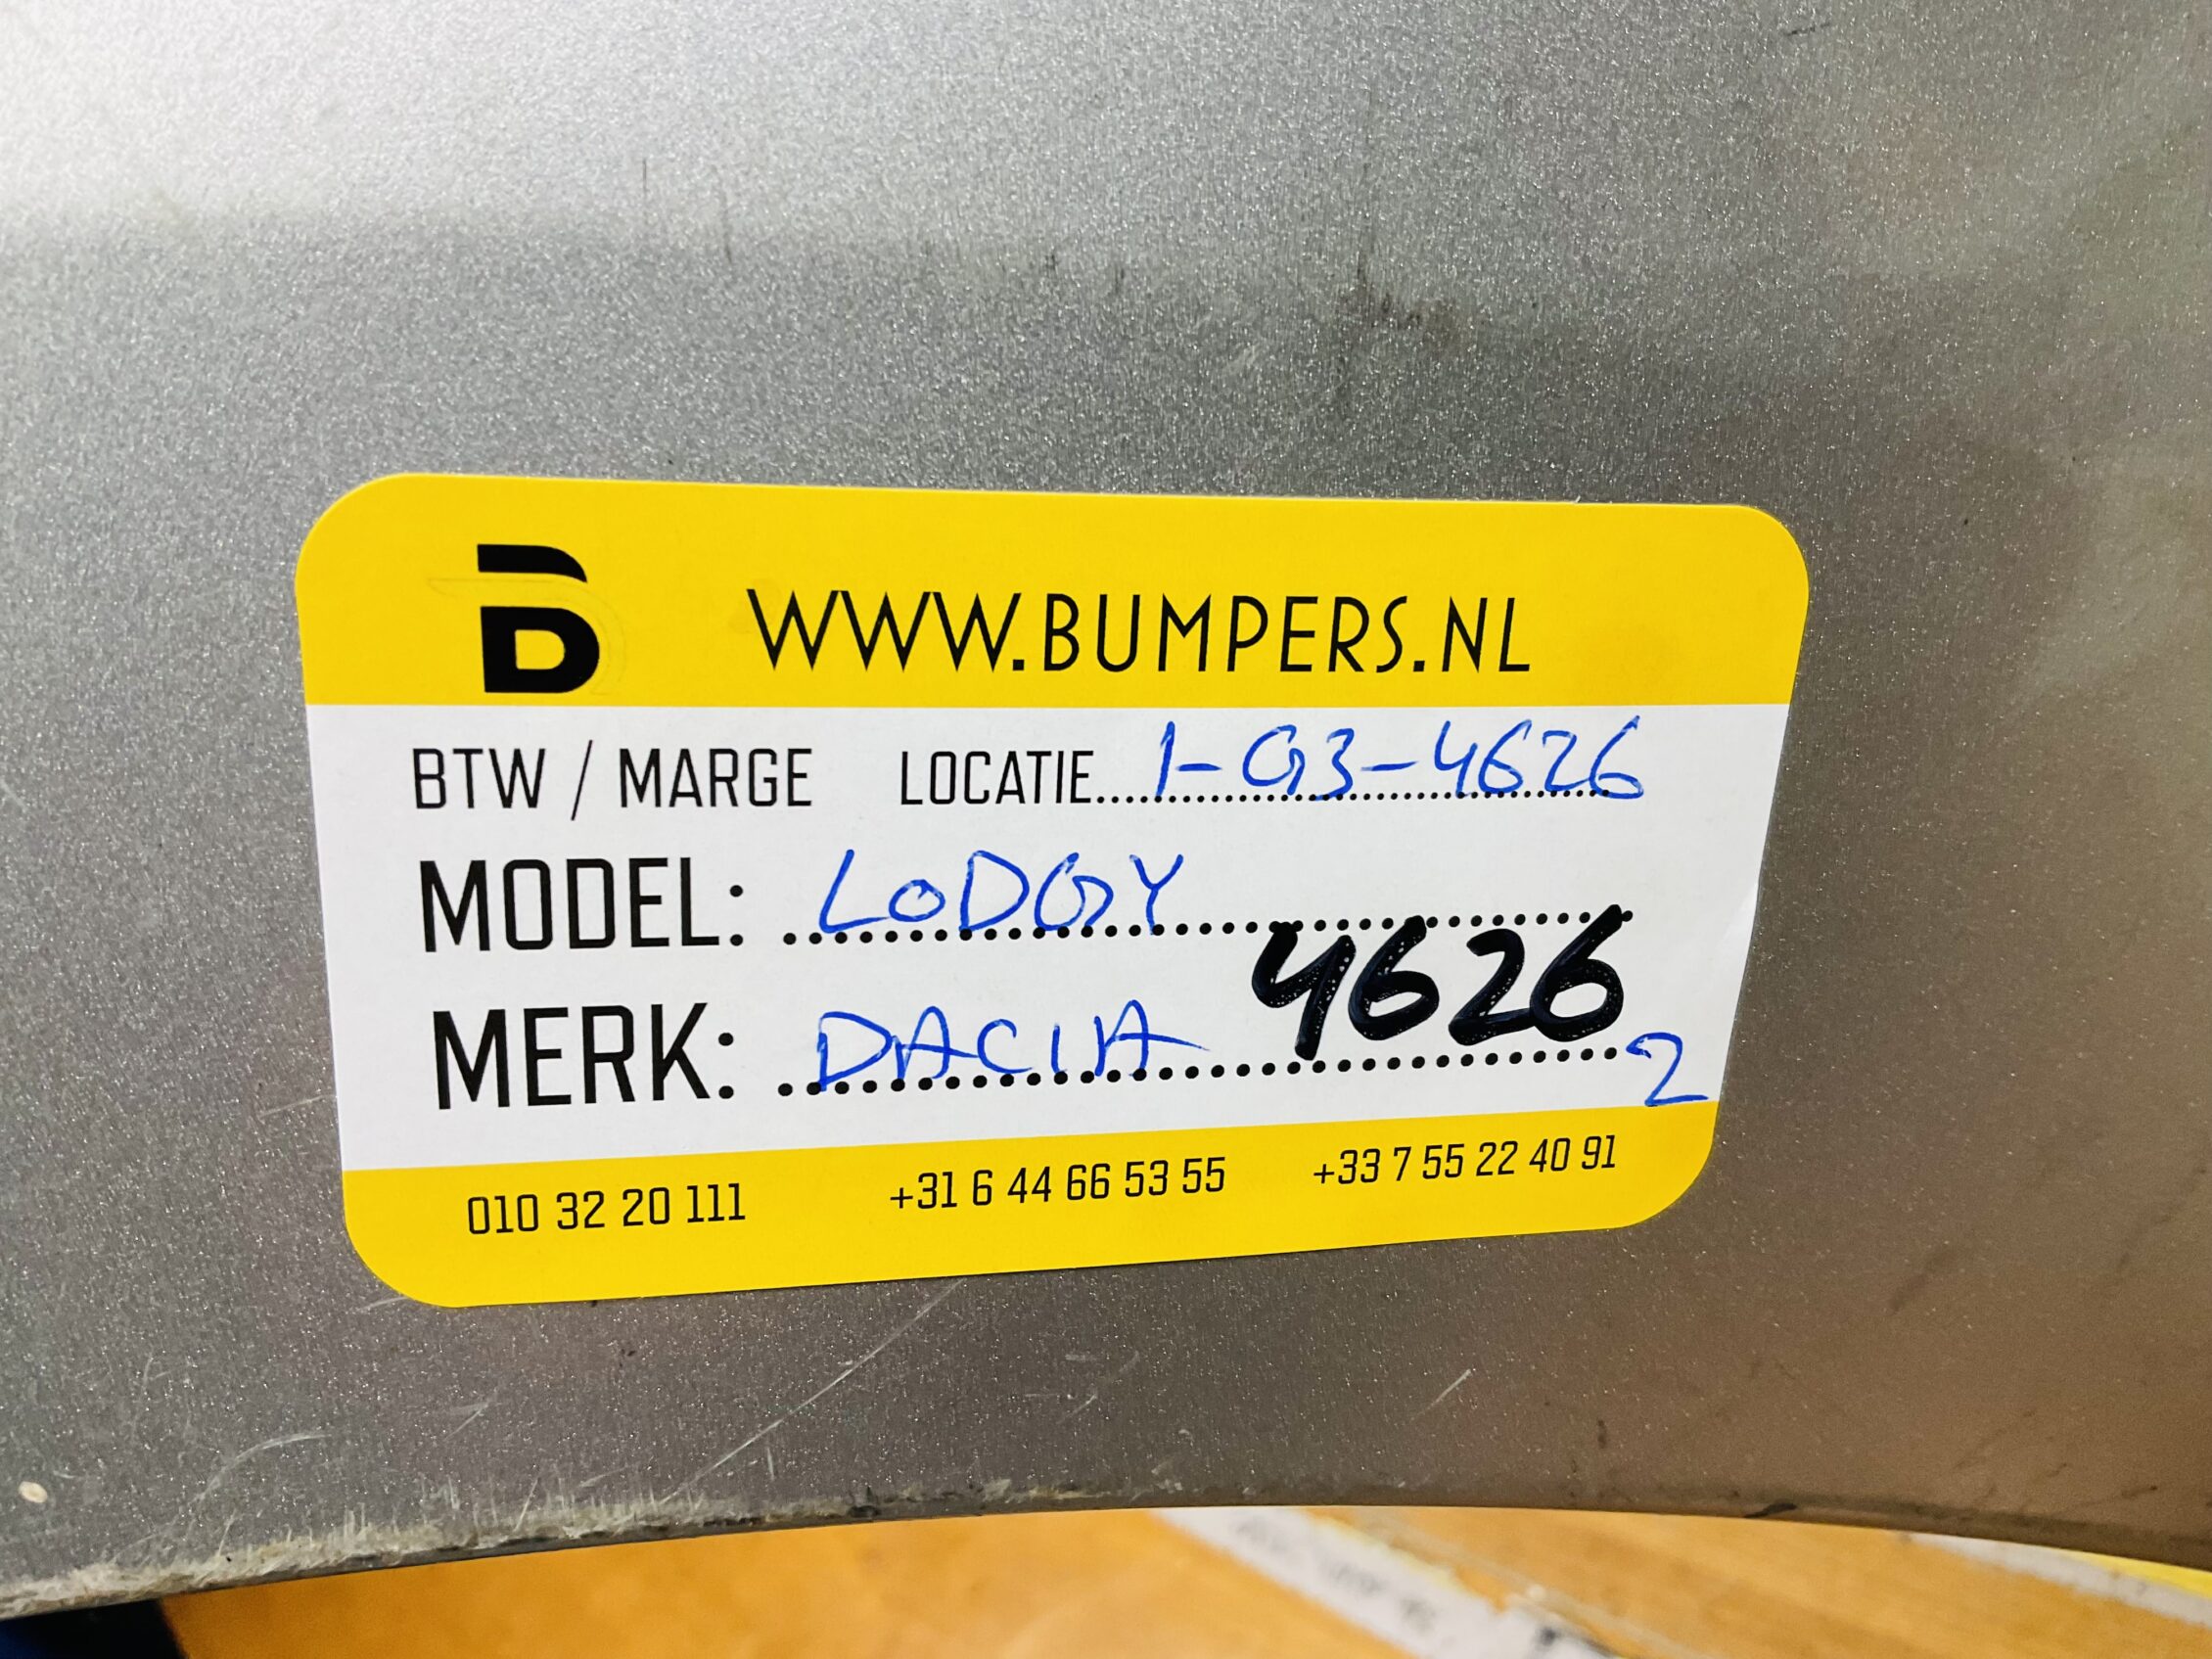 B WWW.BUMPERS.NL
BTW / MARGE LOCATIE 1-G3-4626
MODEL: LODGY
4626
MERK: DACIA
2
010 32 20 111 +31 6 44 66 53 55 +33 7 55 22 40 91